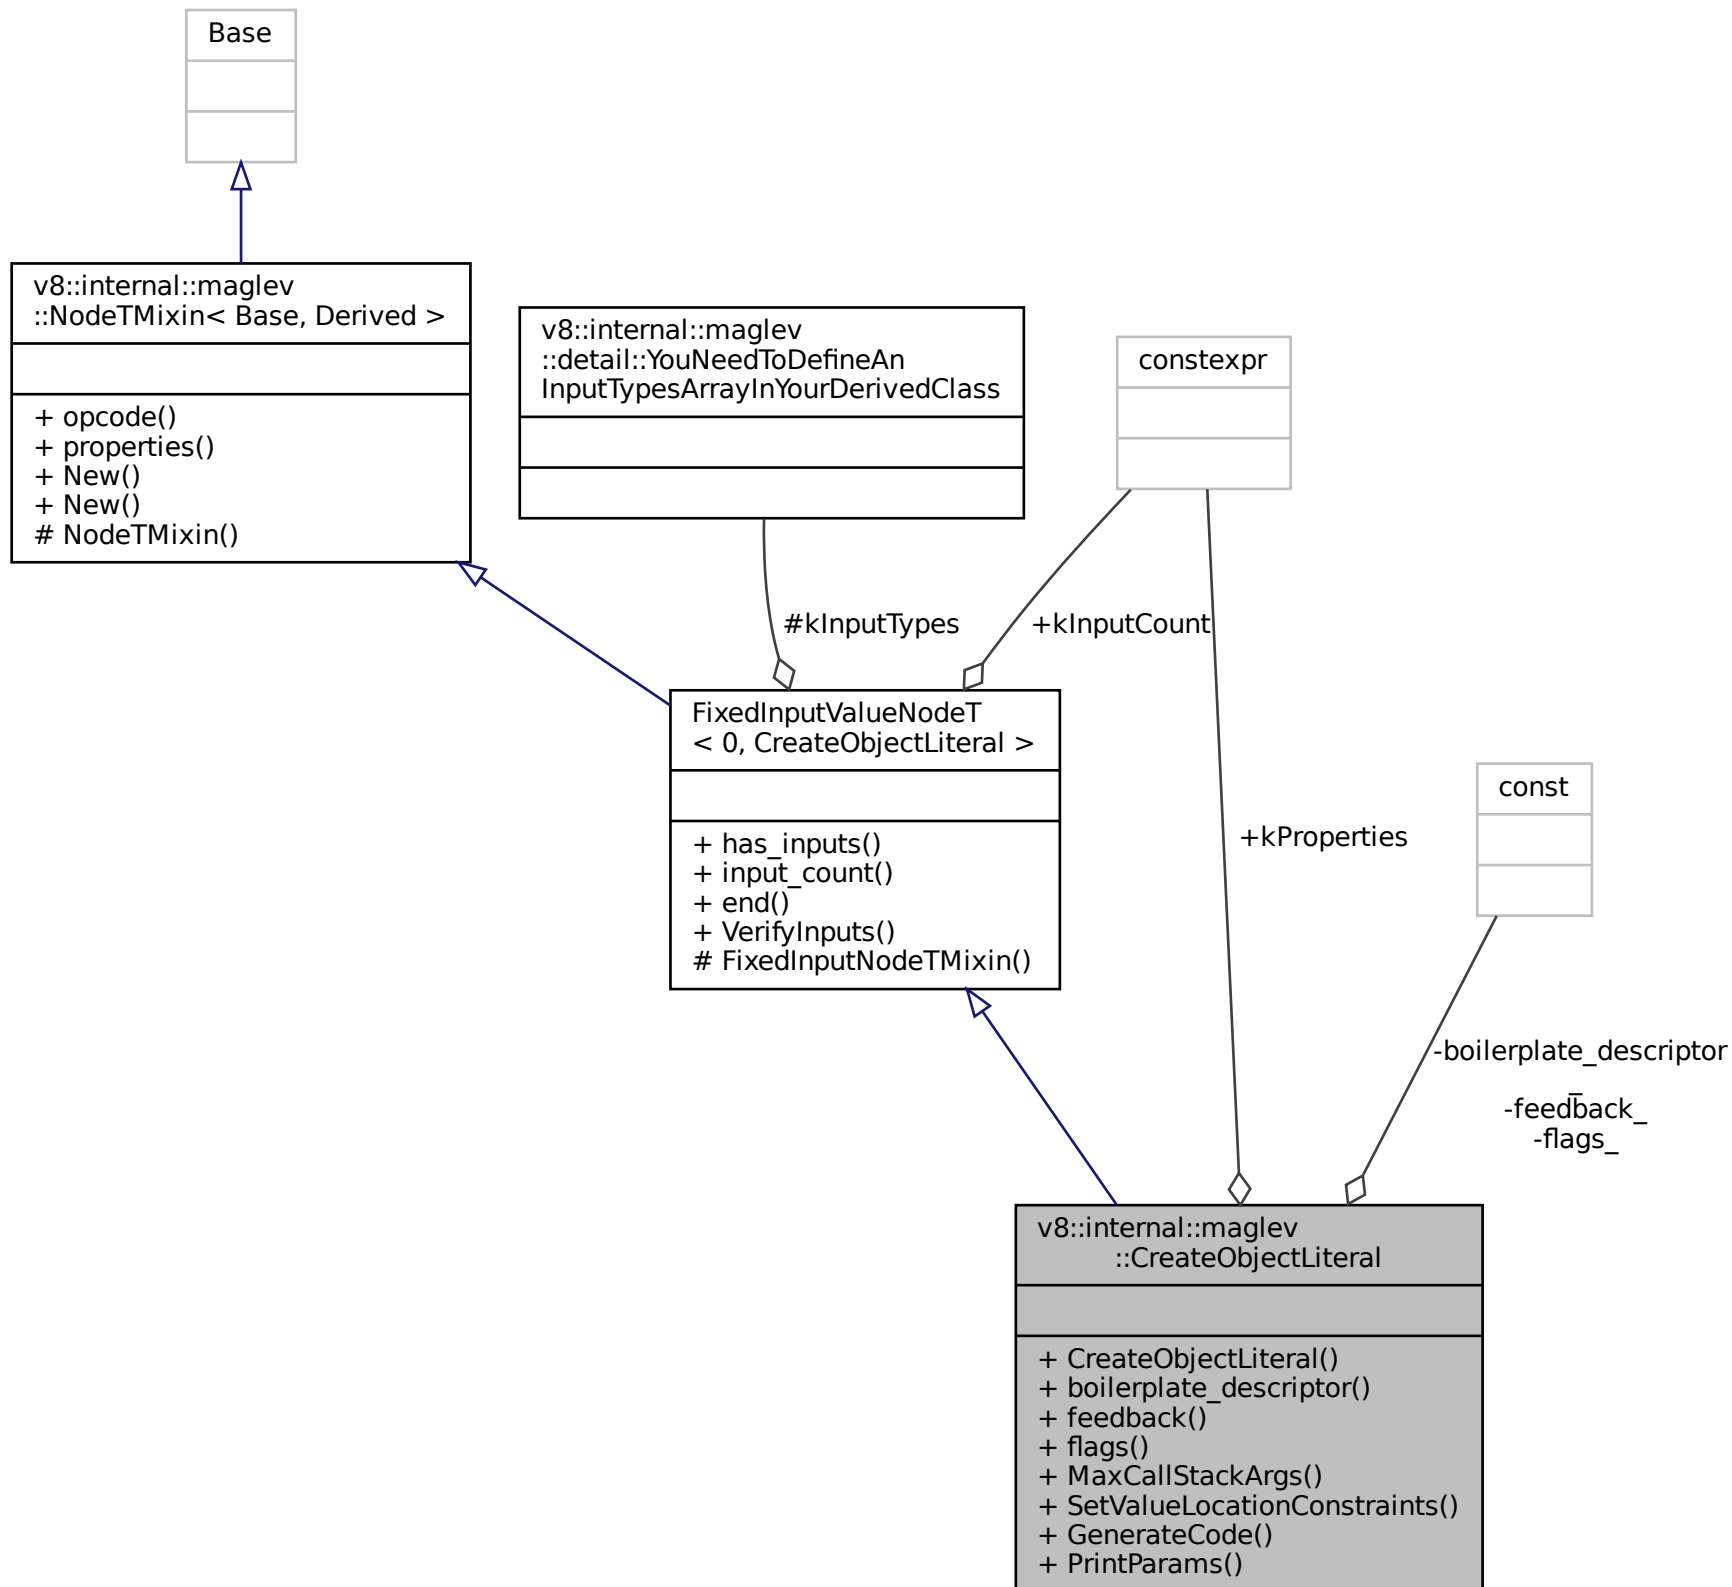 Base
v8::internal::maglev
::NodeTMixin< Base, Derived >
+ opcode()
+ properties()
+ New()
+ New()
# NodeTMixin()
v8::internal::maglev
::detail::YouNeedToDefineAn
InputTypesArrayInYourDerivedClass
constexpr
#kInputTypes
+kInputCount
FixedInputValueNodeT
< 0, CreateObjectLiteral >
+ has_inputs()
+ input_count()
+ end()
+ VerifyInputs()
# FixedInputNodeTMixin()
+kProperties
const
-boilerplate_descriptor
_
-feedback_
-flags_
v8::internal::maglev
::CreateObjectLiteral
+ CreateObjectLiteral()
+ boilerplate_descriptor()
+ feedback()
+ flags()
+ MaxCallStackArgs()
+ SetValueLocationConstraints()
+ GenerateCode()
+ PrintParams()